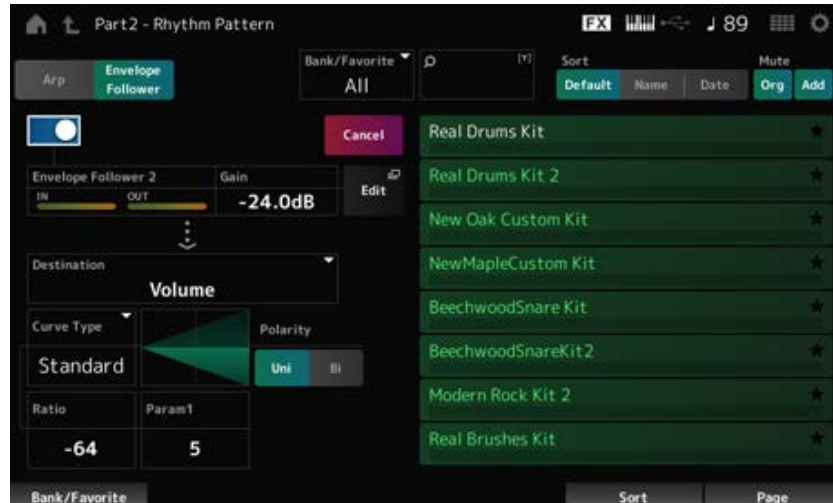 Part2 - Rhythm Pattern
FX
♩ 89
Arp
Envelope
Follower
Bank/Favorite
All
[Y]
Sort
Default Name Date
Mute
Org Add
Cancel
Envelope Follower 2
IN OUT
Gain
-24.0dB
Edit
Destination
Volume
Curve Type
Standard
Polarity
Uni Bi
Ratio
-64
Param1
5
Real Drums Kit
Real Drums Kit 2
New Oak Custom Kit
NewMapleCustom Kit
BeechwoodSnare Kit
BeechwoodSnareKit2
Modern Rock Kit 2
Real Brushes Kit
Bank/Favorite
Sort
Page